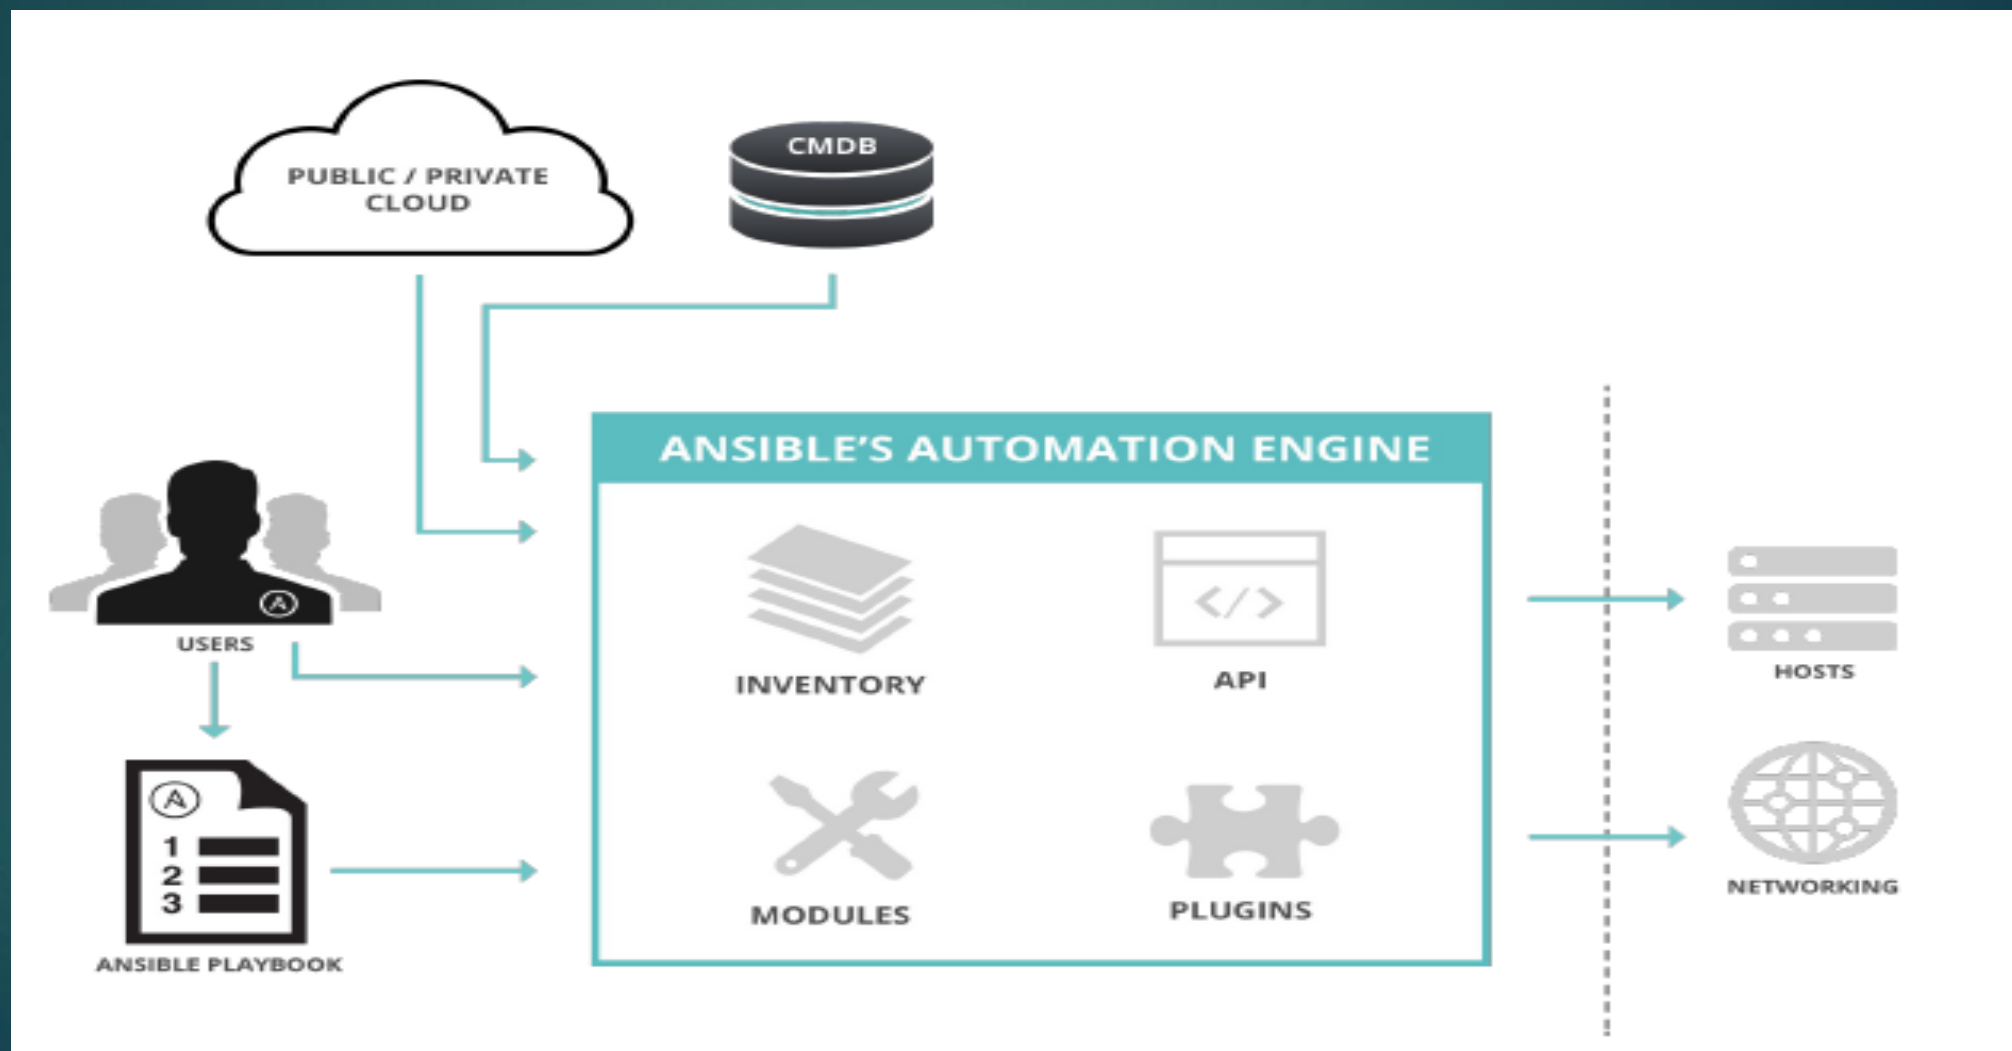 PUBLIC / PRIVATE
CLOUD
CMDB
ANSIBLE'S AUTOMATION ENGINE
USERS
A
INVENTORY
API
</>
HOSTS
A
1
2
3
MODULES
PLUGINS
NETWORKING
ANSIBLE PLAYBOOK